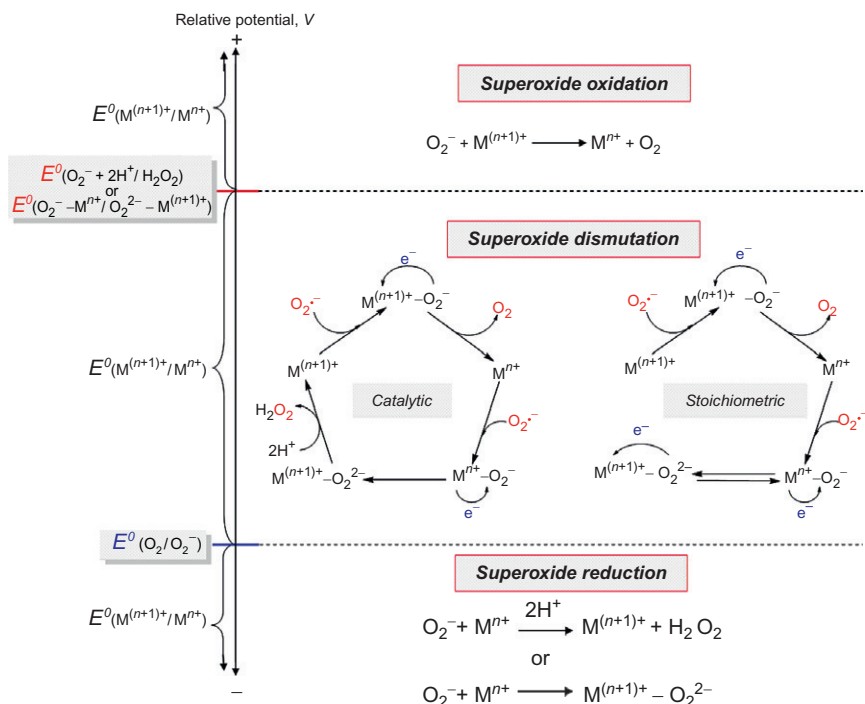 Relative potential, V
+
Superoxide oxidation
E⁰(M⁽ⁿ⁺¹⁾⁺/Mⁿ⁺)
O₂⁻ + M⁽ⁿ⁺¹⁾⁺ ⟶ Mⁿ⁺ + O₂
E⁰(O₂⁻ + 2H⁺/H₂O₂)
or
E⁰(O₂⁻ –Mⁿ⁺/O₂²⁻ – M⁽ⁿ⁺¹⁾⁺)
Superoxide dismutation
e⁻
M⁽ⁿ⁺¹⁾⁺–O₂⁻
O₂•⁻
O₂
M⁽ⁿ⁺¹⁾⁺
Mⁿ⁺
Catalytic
H₂O₂
2H⁺
O₂•⁻
M⁽ⁿ⁺¹⁾⁺–O₂²⁻
Mⁿ⁺–O₂⁻
e⁻
e⁻
M⁽ⁿ⁺¹⁾⁺ –O₂⁻
O₂•⁻
O₂
M⁽ⁿ⁺¹⁾⁺
Mⁿ⁺
Stoichiometric
O₂•⁻
e⁻
M⁽ⁿ⁺¹⁾⁺– O₂²⁻
Mⁿ⁺–O₂⁻
e⁻
E⁰(M⁽ⁿ⁺¹⁾⁺/Mⁿ⁺)
E⁰ (O₂/O₂⁻)
Superoxide reduction
E⁰(M⁽ⁿ⁺¹⁾⁺/Mⁿ⁺)
2H⁺
O₂⁻+ Mⁿ⁺ ⟶ M⁽ⁿ⁺¹⁾⁺ + H₂ O₂
or
O₂⁻+ Mⁿ⁺ ⟶ M⁽ⁿ⁺¹⁾⁺ – O₂²⁻
–